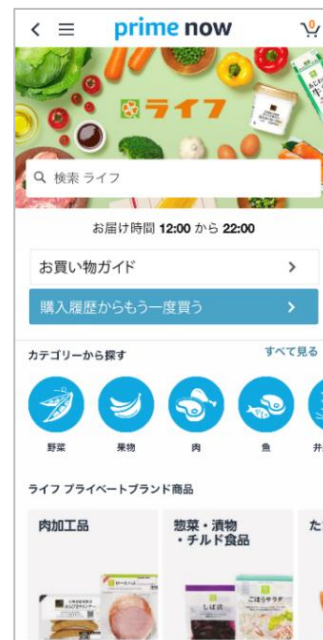 prime now
0
ライフ
検索 ライフ
お届け時間 12:00 から 22:00
お買い物ガイド
購入履歴からもう一度買う
カテゴリーから探す
すべて見る
野菜
果物
肉
魚
弁
ライフ プライベートブランド商品
肉加工品
惣菜・漬物
・チルド食品
た
しば漬
ごぼうサラダ